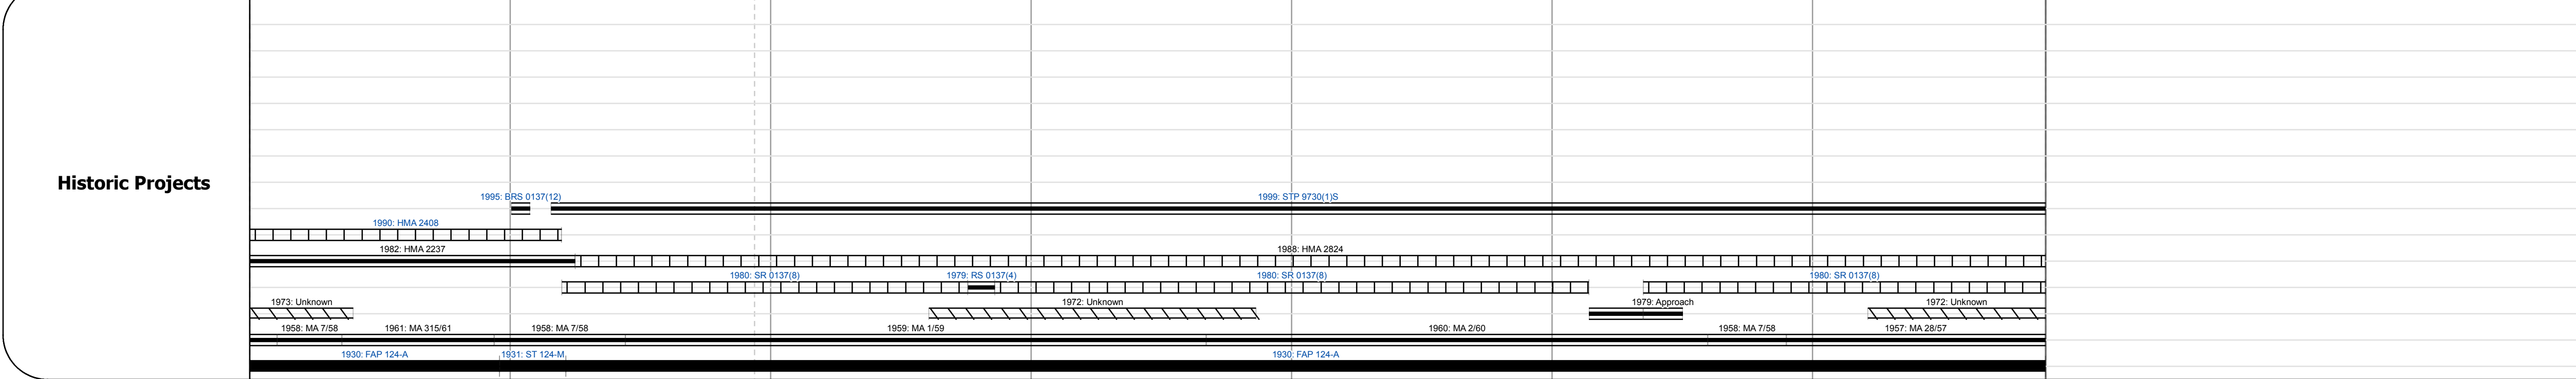 Historic Projects
1995: BRS 0137(12) 1999: STP 9730(1)S
1990: HMA 2408
1982: HMA 2237 1988: HMA 2824
1980: SR 0137(8) 1979: RS 0137(4) 1980: SR 0137(8) 1980: SR 0137(8)
1973: Unknown 1972: Unknown 1979: Approach 1972: Unknown
1958: MA 7/58 1961: MA 315/61 1958: MA 7/58 1959: MA 1/59 1960: MA 2/60 1958: MA 7/58 1957: MA 28/57
1930: FAP 124-A 1931: ST 124-M 1930: FAP 124-A